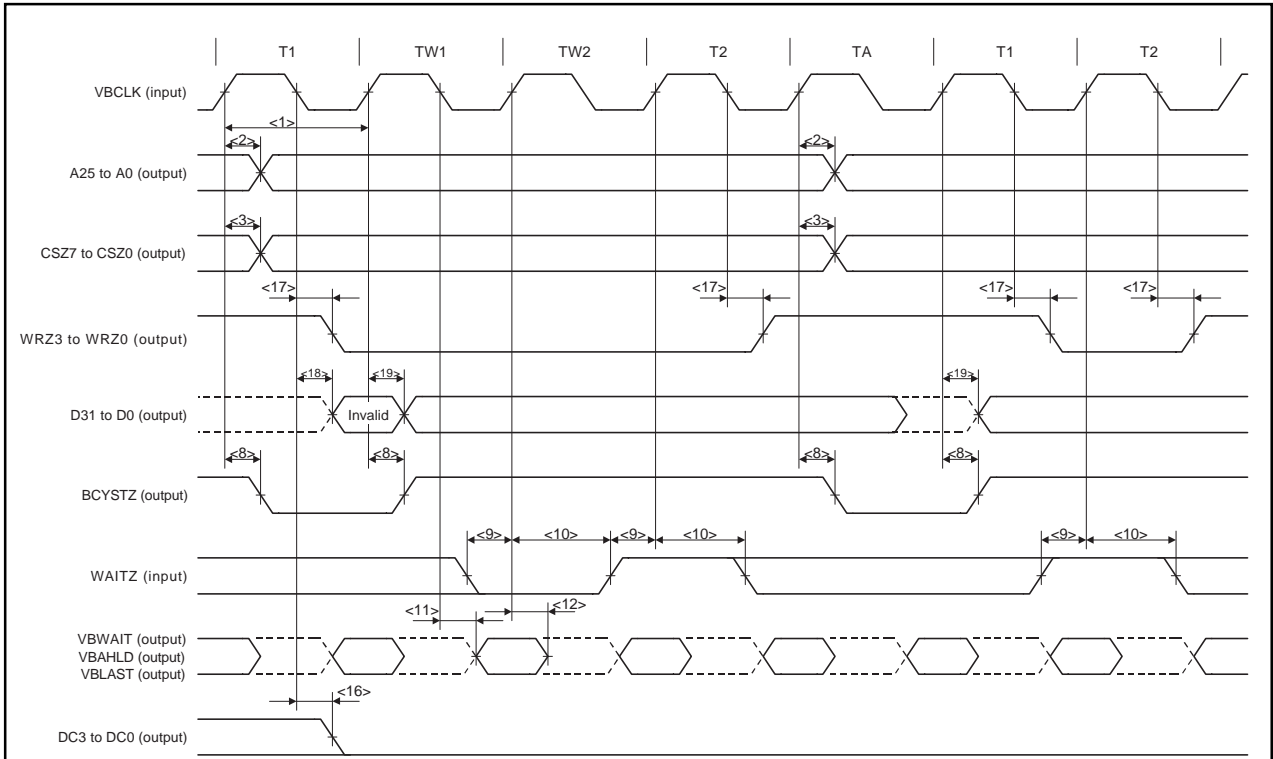 T1 TW1 TW2 T2 TA T1 T2
VBCLK (input)
<1>
<2> <2>
A25 to A0 (output)
<3> <3>
CSZ7 to CSZ0 (output)
<17> <17> <17> <17>
WRZ3 to WRZ0 (output)
<18> <19> <19>
D31 to D0 (output) Invalid
<8> <8> <8> <8>
BCYSTZ (output)
<9> <10> <9> <10> <9> <10>
WAITZ (input)
<11> <12>
VBWAIT (output)
VBAHLD (output)
VBLAST (output)
<16>
DC3 to DC0 (output)